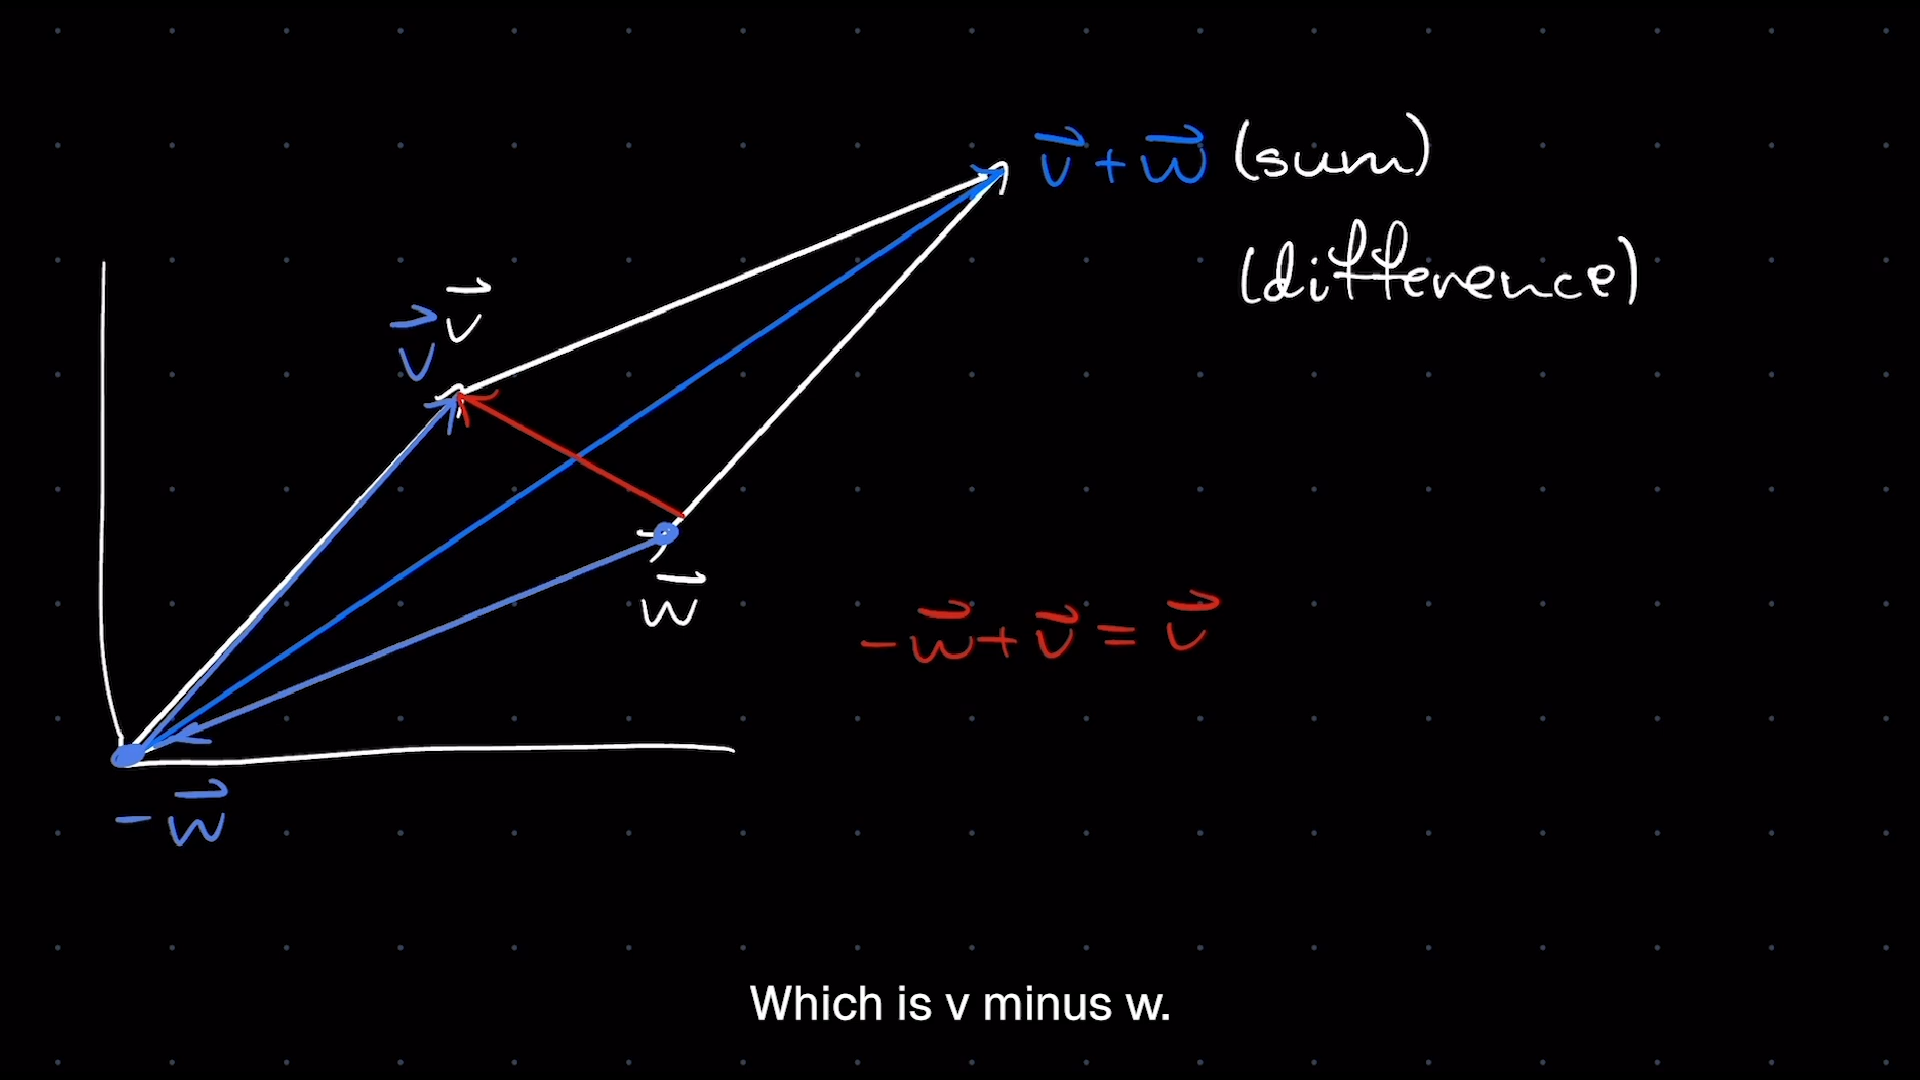 v⃗ + w⃗ (sum)
(difference)
v⃗ v⃗
w⃗
-w⃗ + v⃗ = v⃗
-w⃗
Which is v minus w.